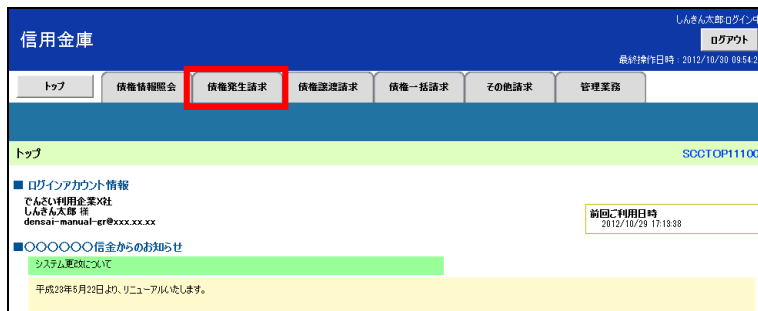 しんきん太郎ログイン中
信用金庫
ログアウト
最終操作日時：2012/10/30 09:54:2
トップ 債権情報照会 債権発生請求 債権譲渡請求 債権一括請求 その他請求 管理業務
トップ SCCTOP11100
■ ログインアカウント情報
でんさい利用企業X社
しんきん太郎 様
densai-manual-gr@xxx.xx.xx
前回ご利用日時
2012/10/29 17:13:38
■〇〇〇〇〇〇信金からのお知らせ
システム更改について
平成23年5月22日より、リニューアルいたします。